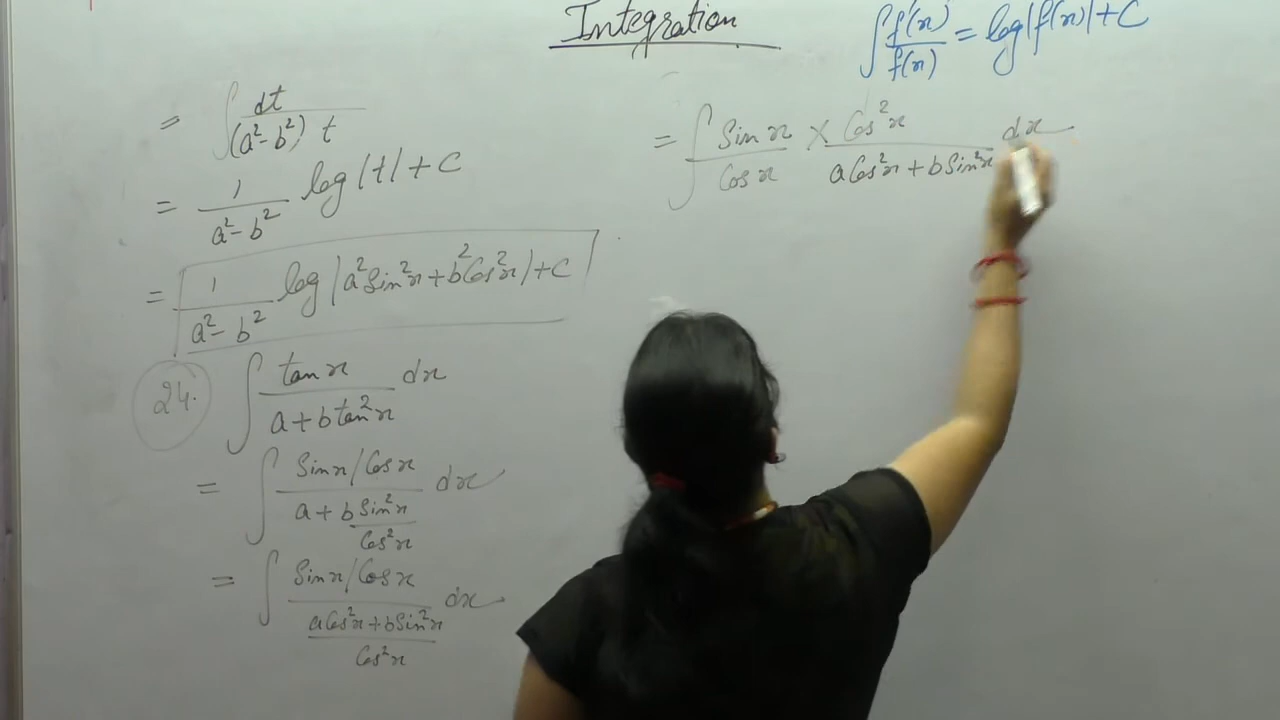 Integration
∫ f'(x)/f(x) = log|f(x)| + C
= ∫ dt/((a²-b²) t)
= 1/(a²-b²) log|t| + C
= 1/(a²-b²) log|a²Sin²x + b²Cos²x| + C
24. ∫ tan x/(a + b tan²x) dx
= ∫ (Sin x/Cos x)/(a + b Sin²x/Cos²x) dx
= ∫ (Sin x/Cos x)/((a Cos²x + b Sin²x)/Cos²x) dx
= ∫ Sin x/Cos x × Cos²x/(a Cos²x + b Sin²x) dx